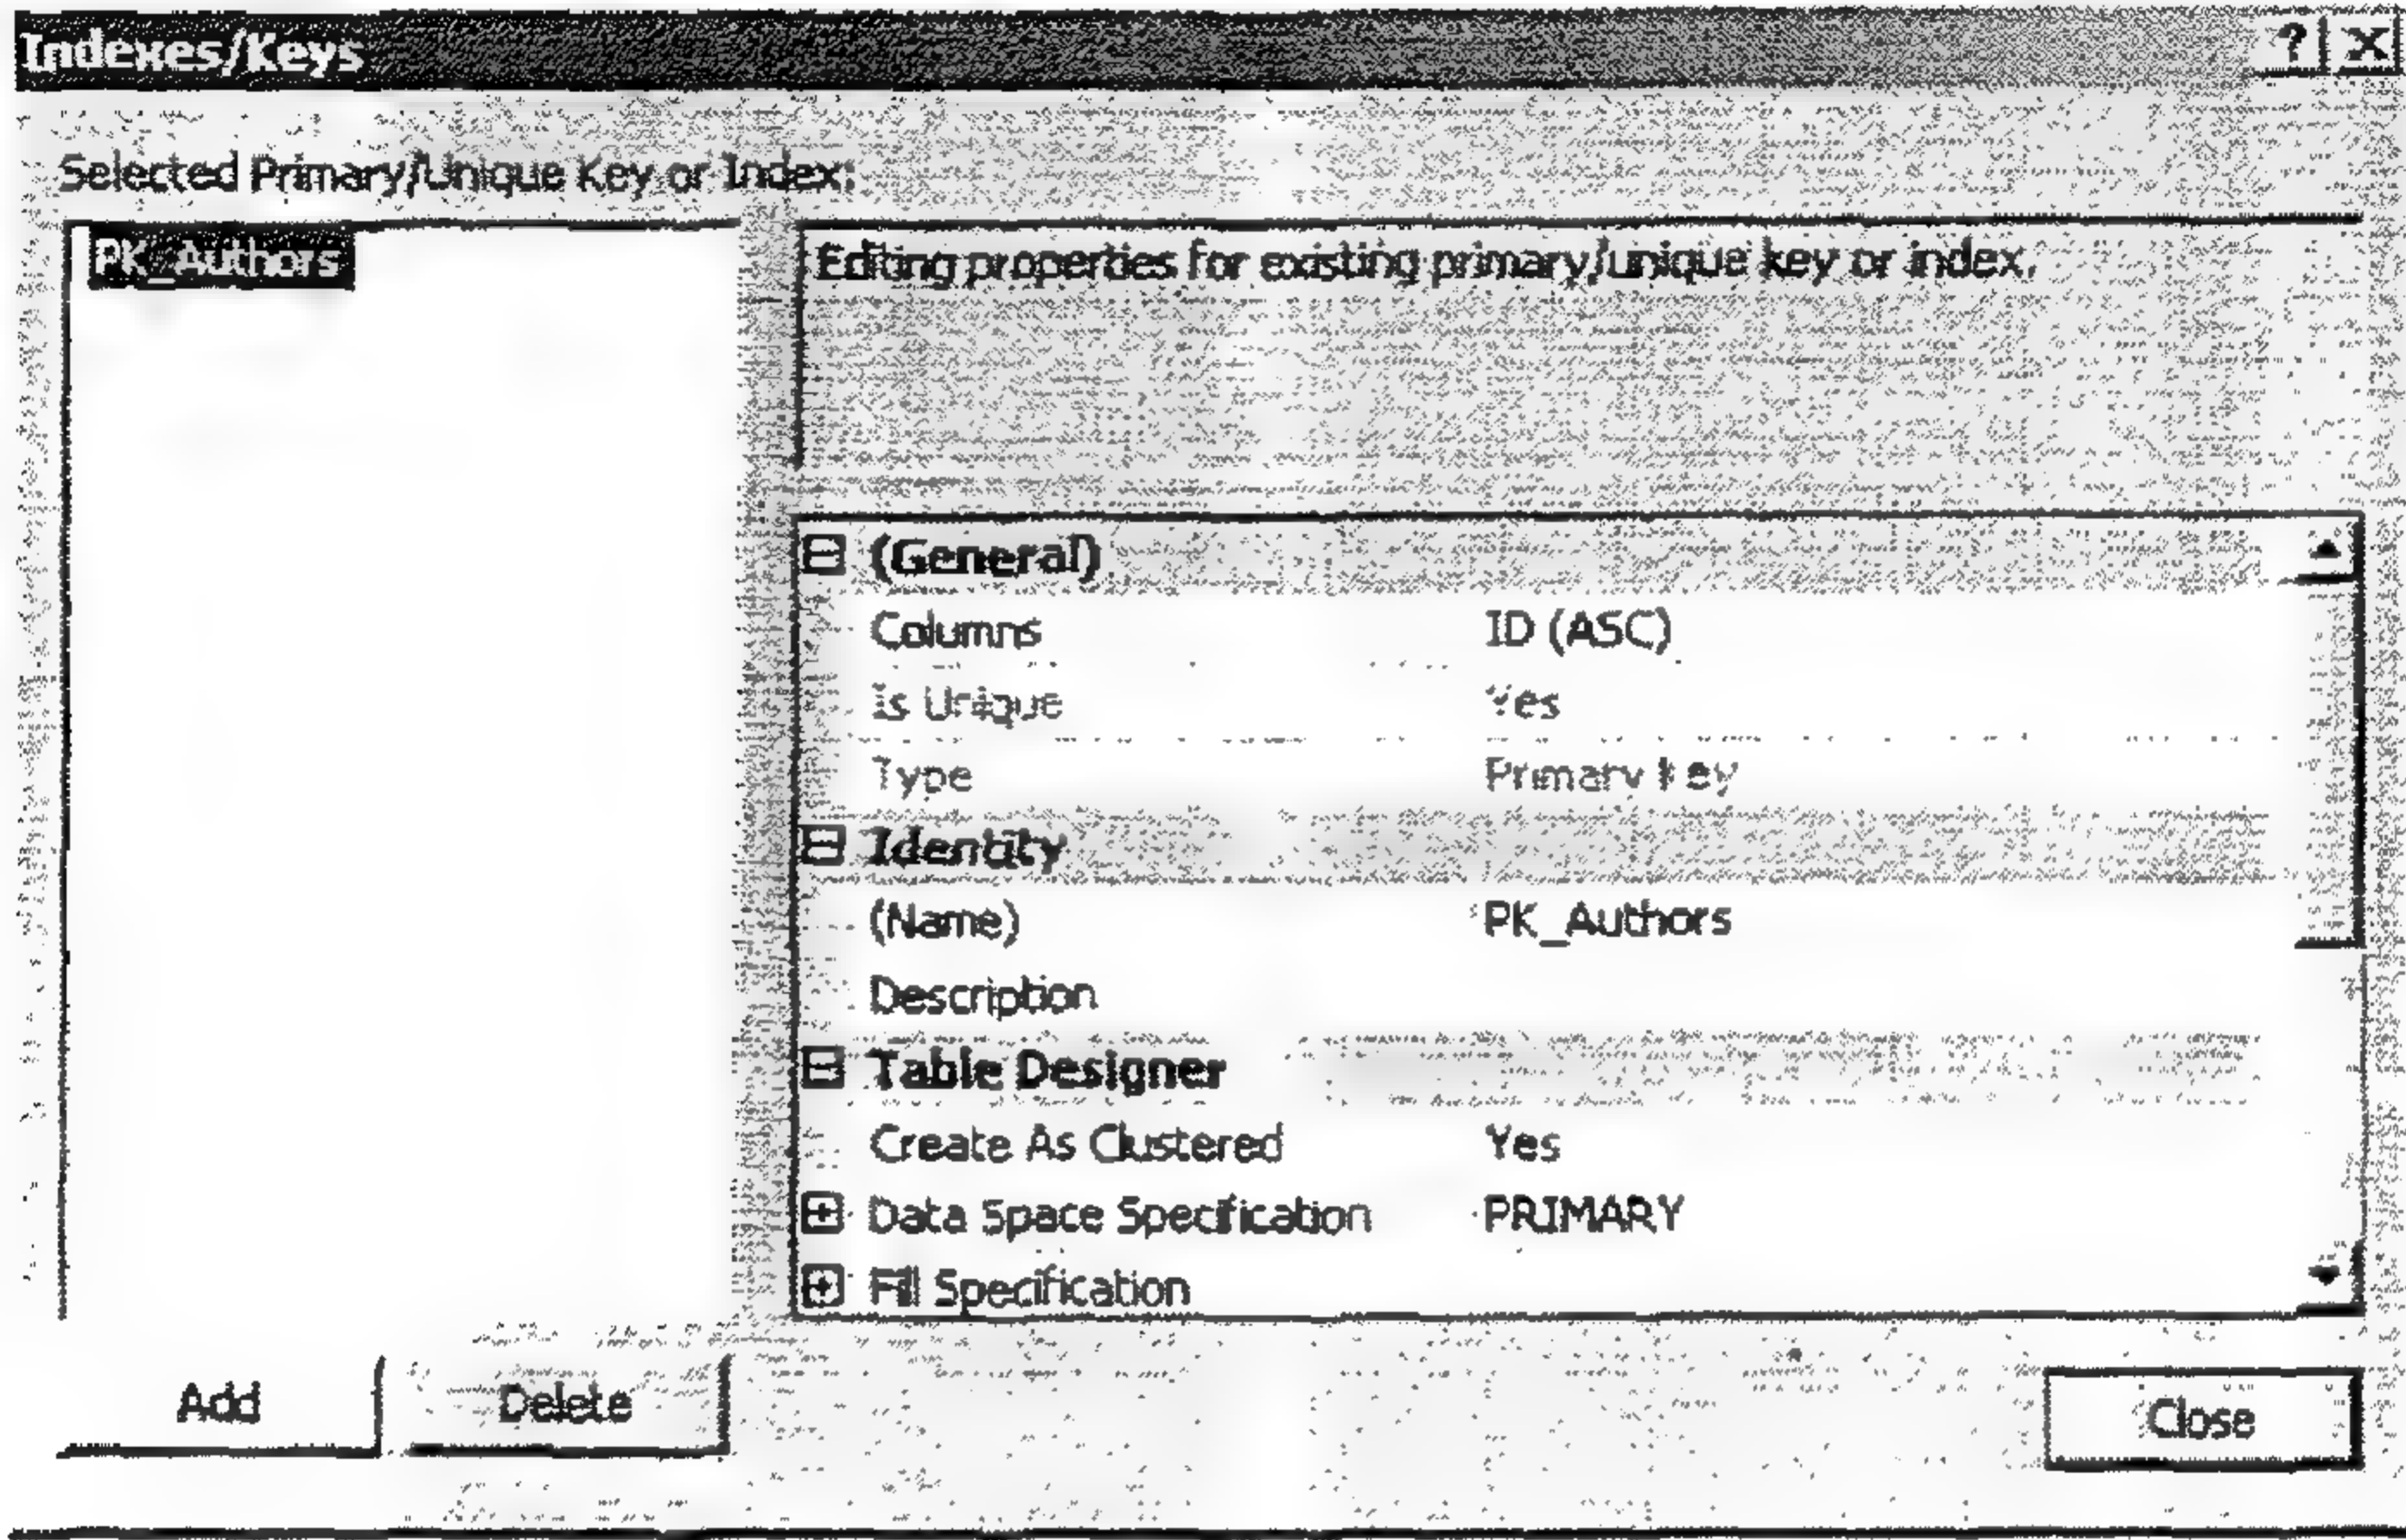 Indexes/Keys
Selected Primary/Unique Key or Index:
PK_Authors
Editing properties for existing primary/unique key or index.
(General)
Columns ID (ASC)
Is Unique Yes
Type Primary Key
Identity
(Name) PK_Authors
Description
Table Designer
Create As Clustered Yes
Data Space Specification PRIMARY
Fill Specification
Add Delete Close